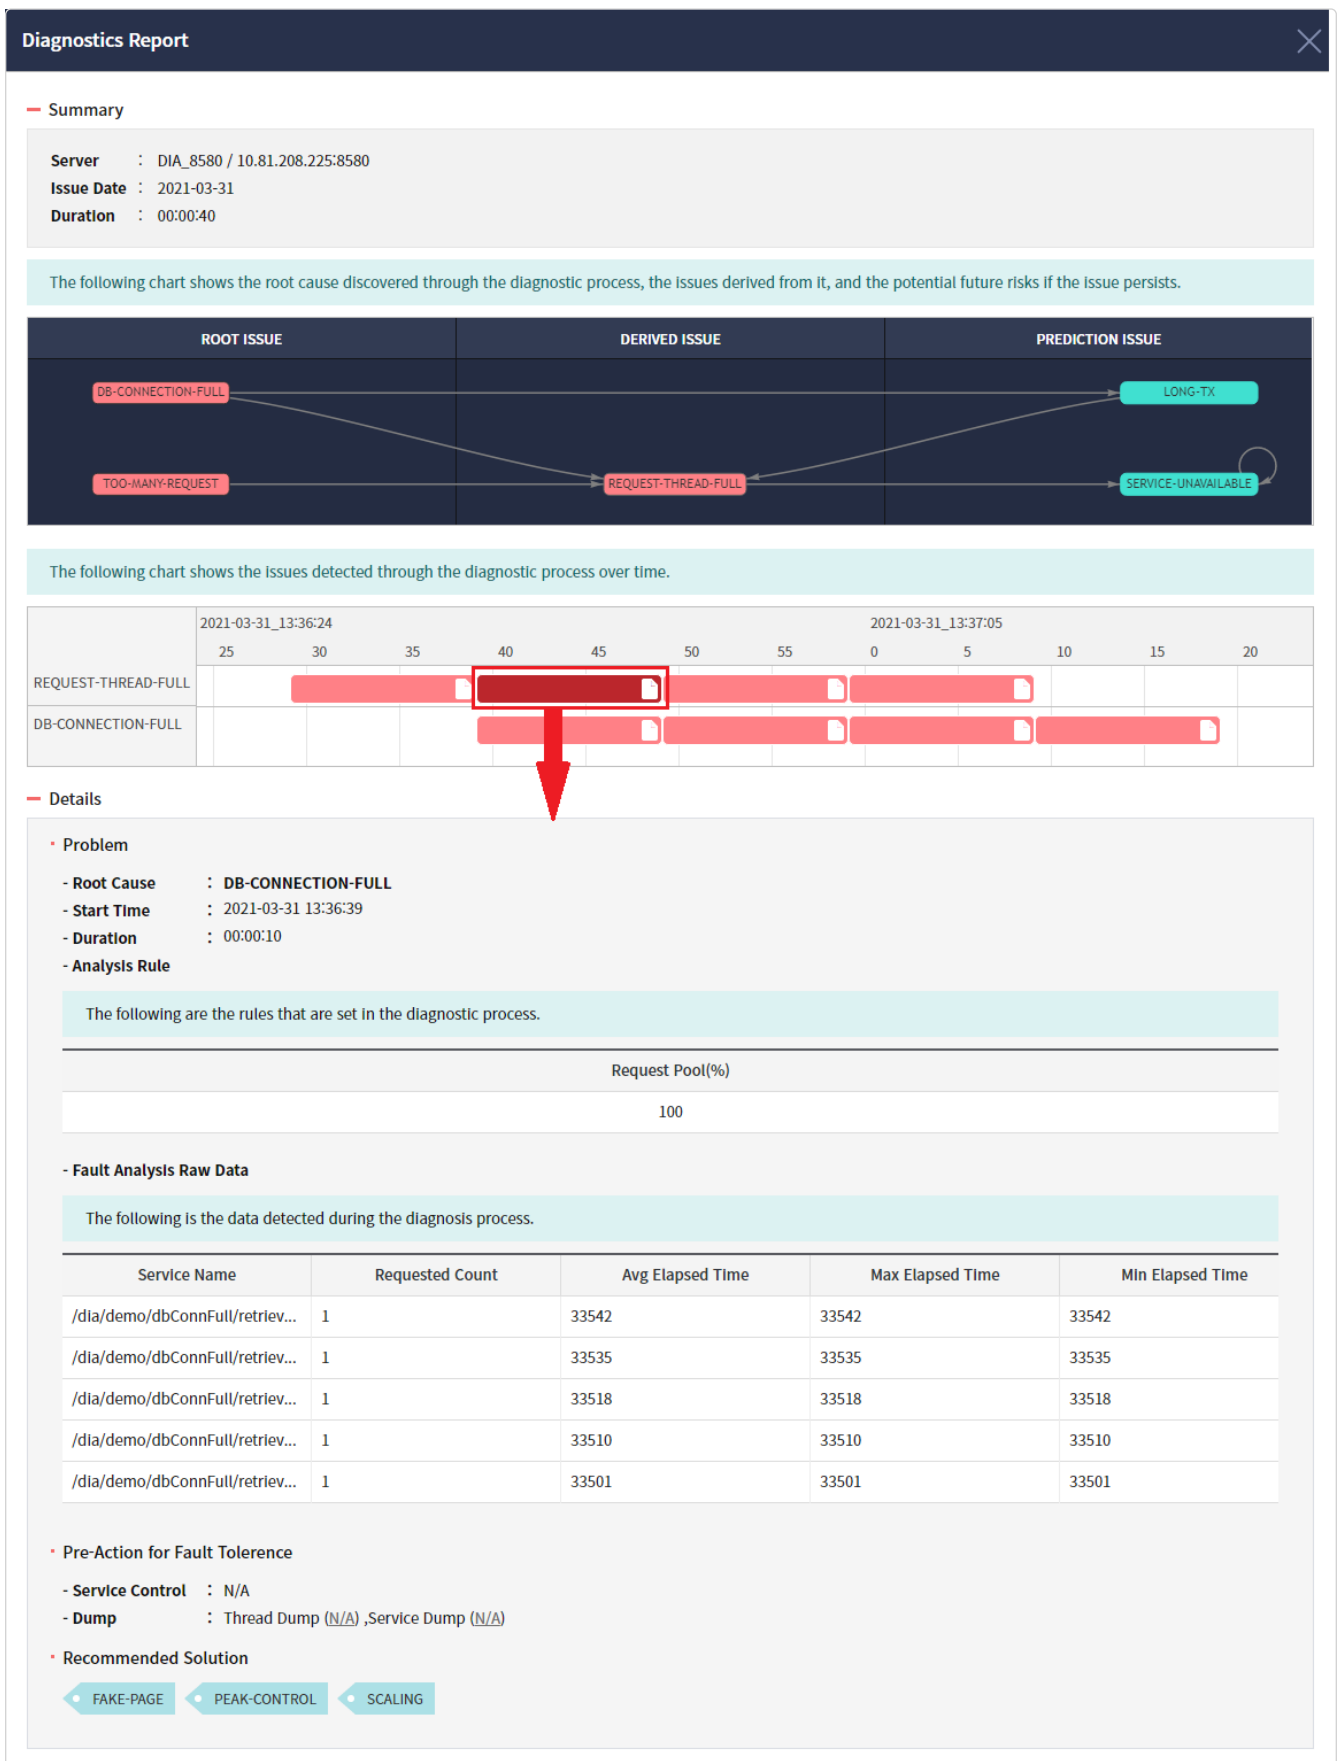 Diagnostics Report
Summary
Server : DIA_8580 / 10.81.208.225:8580
Issue Date : 2021-03-31
Duration : 00:00:40
The following chart shows the root cause discovered through the diagnostic process, the issues derived from it, and the potential future risks if the issue persists.
ROOT ISSUE DERIVED ISSUE PREDICTION ISSUE
DB-CONNECTION-FULL LONG-TX
TOO-MANY-REQUEST REQUEST-THREAD-FULL SERVICE-UNAVAILABLE
The following chart shows the issues detected through the diagnostic process over time.
2021-03-31_13:36:24 2021-03-31_13:37:05
25 30 35 40 45 50 55 0 5 10 15 20
REQUEST-THREAD-FULL
DB-CONNECTION-FULL
Details
Problem
- Root Cause : DB-CONNECTION-FULL
- Start Time : 2021-03-31 13:36:39
- Duration : 00:00:10
- Analysis Rule
The following are the rules that are set in the diagnostic process.
Request Pool(%)
100
- Fault Analysis Raw Data
The following is the data detected during the diagnosis process.
Service Name Requested Count Avg Elapsed Time Max Elapsed Time Min Elapsed Time
/dia/demo/dbConnFull/retriev... 1 33542 33542 33542
/dia/demo/dbConnFull/retriev... 1 33535 33535 33535
/dia/demo/dbConnFull/retriev... 1 33518 33518 33518
/dia/demo/dbConnFull/retriev... 1 33510 33510 33510
/dia/demo/dbConnFull/retriev... 1 33501 33501 33501
Pre-Action for Fault Tolerence
- Service Control : N/A
- Dump : Thread Dump (N/A) ,Service Dump (N/A)
Recommended Solution
FAKE-PAGE PEAK-CONTROL SCALING